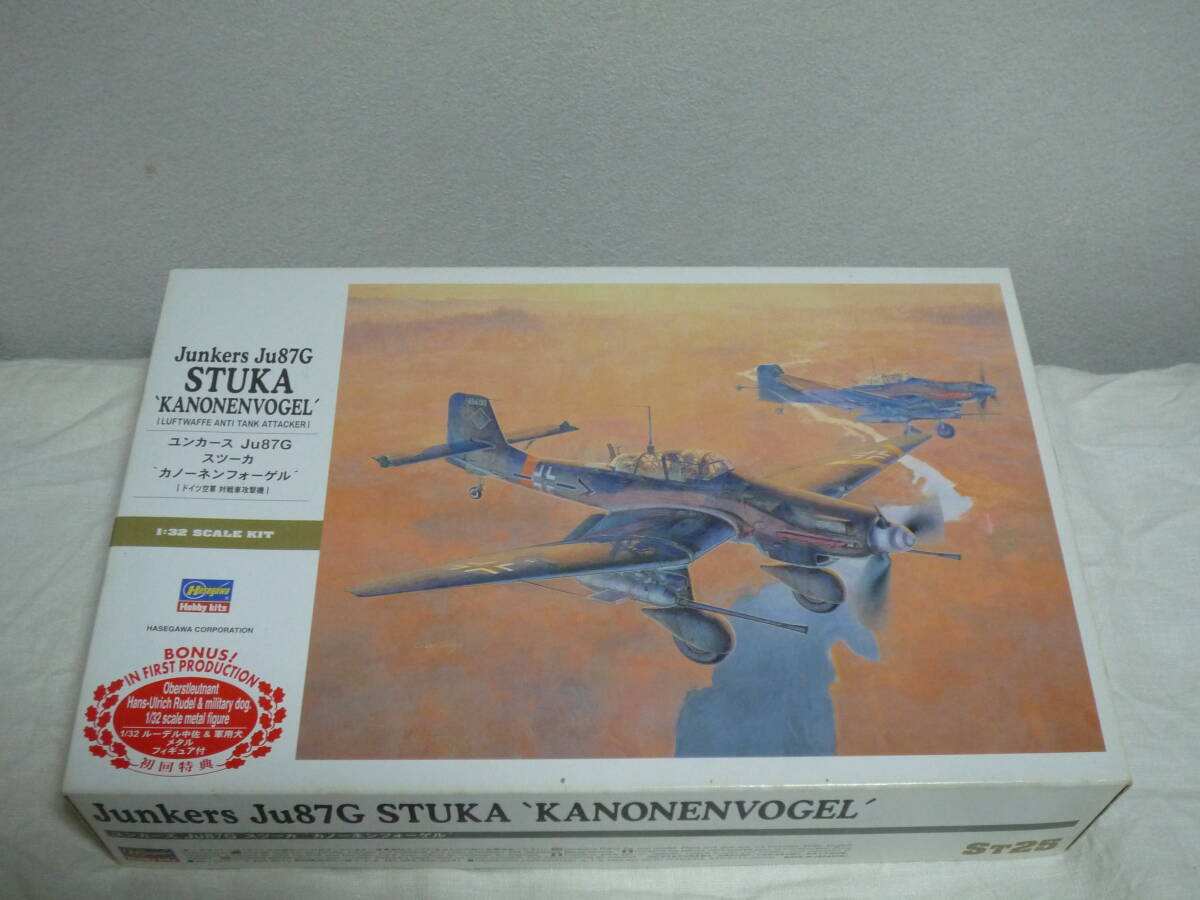 Junkers Ju87G
STUKA
`KANONENVOGEL´
[LUFTWAFFE ANTI TANK ATTACKER]
ユンカース Ju87G
スツーカ
`カノーネンフォーゲル´
[ドイツ空軍 対戦車攻撃機]
1:32 SCALE KIT
Hasegawa
Hobby kits
HASEGAWA CORPORATION
BONUS!
IN FIRST PRODUCTION
Oberstleutnant
Hans-Ulrich Rudel & military dog.
1/32 scale metal figure
1/32 ルーデル中佐 & 軍用犬
メタル
フィギュア付
初回特典
Junkers Ju87G STUKA `KANONENVOGEL´
ユンカース Ju87G スツーカ `カノーネンフォーゲル´
Hasegawa
ST25